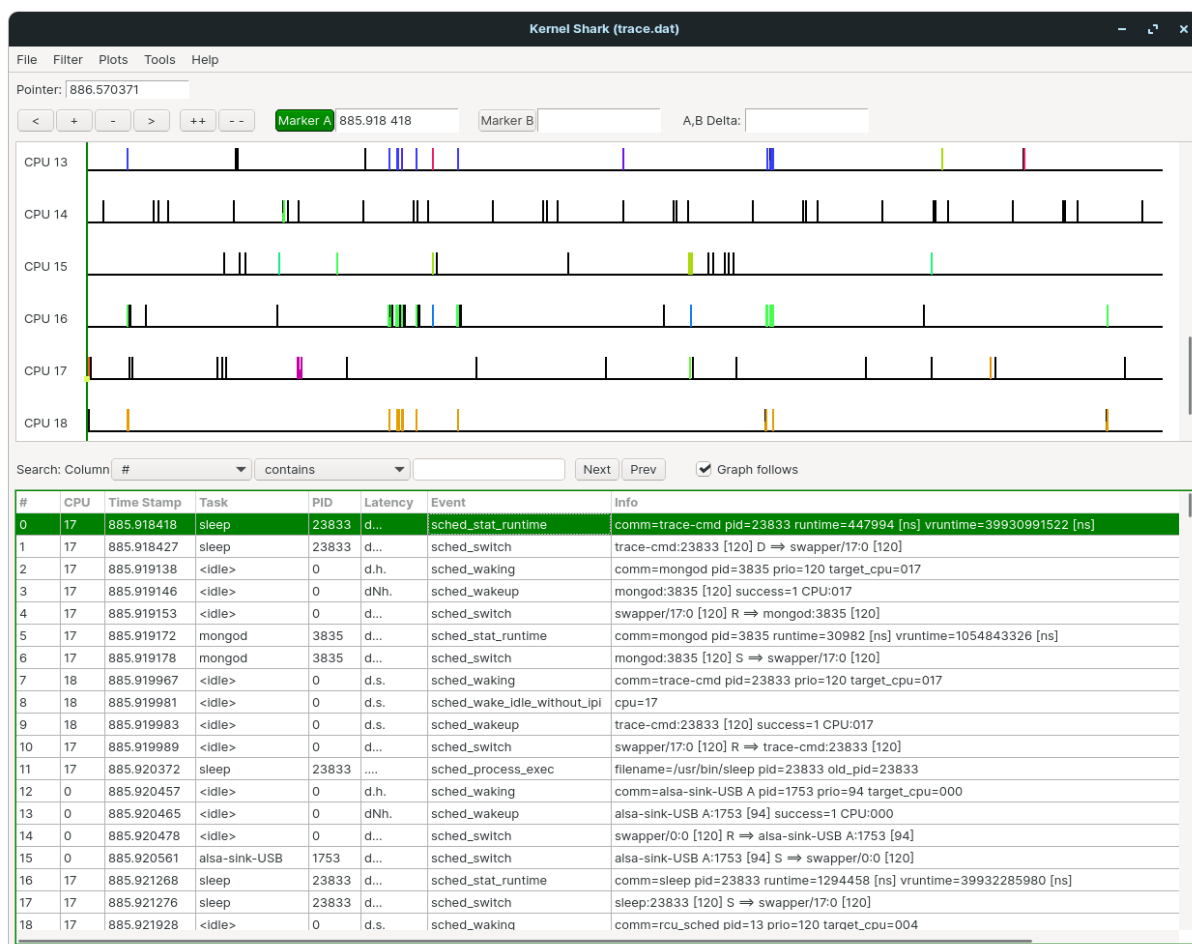 Kernel Shark (trace.dat)
File Filter Plots Tools Help
Pointer: 886.570371
< + - > ++ - - Marker A 885.918 418 Marker B A,B Delta:
CPU 13
CPU 14
CPU 15
CPU 16
CPU 17
CPU 18
Search: Column # contains Next Prev Graph follows
# CPU Time Stamp Task PID Latency Event Info
0 17 885.918418 sleep 23833 d... sched_stat_runtime comm=trace-cmd pid=23833 runtime=447994 [ns] vruntime=39930991522 [ns]
1 17 885.918427 sleep 23833 d... sched_switch trace-cmd:23833 [120] D ⟹ swapper/17:0 [120]
2 17 885.919138 <idle> 0 d.h. sched_waking comm=mongod pid=3835 prio=120 target_cpu=017
3 17 885.919146 <idle> 0 dNh. sched_wakeup mongod:3835 [120] success=1 CPU:017
4 17 885.919153 <idle> 0 d... sched_switch swapper/17:0 [120] R ⟹ mongod:3835 [120]
5 17 885.919172 mongod 3835 d... sched_stat_runtime comm=mongod pid=3835 runtime=30982 [ns] vruntime=1054843326 [ns]
6 17 885.919178 mongod 3835 d... sched_switch mongod:3835 [120] S ⟹ swapper/17:0 [120]
7 18 885.919967 <idle> 0 d.s. sched_waking comm=trace-cmd pid=23833 prio=120 target_cpu=017
8 18 885.919981 <idle> 0 d.s. sched_wake_idle_without_ipi cpu=17
9 18 885.919983 <idle> 0 d.s. sched_wakeup trace-cmd:23833 [120] success=1 CPU:017
10 17 885.919989 <idle> 0 d... sched_switch swapper/17:0 [120] R ⟹ trace-cmd:23833 [120]
11 17 885.920372 sleep 23833 .... sched_process_exec filename=/usr/bin/sleep pid=23833 old_pid=23833
12 0 885.920457 <idle> 0 d.h. sched_waking comm=alsa-sink-USB A pid=1753 prio=94 target_cpu=000
13 0 885.920465 <idle> 0 dNh. sched_wakeup alsa-sink-USB A:1753 [94] success=1 CPU:000
14 0 885.920478 <idle> 0 d... sched_switch swapper/0:0 [120] R ⟹ alsa-sink-USB A:1753 [94]
15 0 885.920561 alsa-sink-USB 1753 d... sched_switch alsa-sink-USB A:1753 [94] S ⟹ swapper/0:0 [120]
16 17 885.921268 sleep 23833 d... sched_stat_runtime comm=sleep pid=23833 runtime=1294458 [ns] vruntime=39932285980 [ns]
17 17 885.921276 sleep 23833 d... sched_switch sleep:23833 [120] S ⟹ swapper/17:0 [120]
18 17 885.921928 <idle> 0 d.s. sched_waking comm=rcu_sched pid=13 prio=120 target_cpu=004